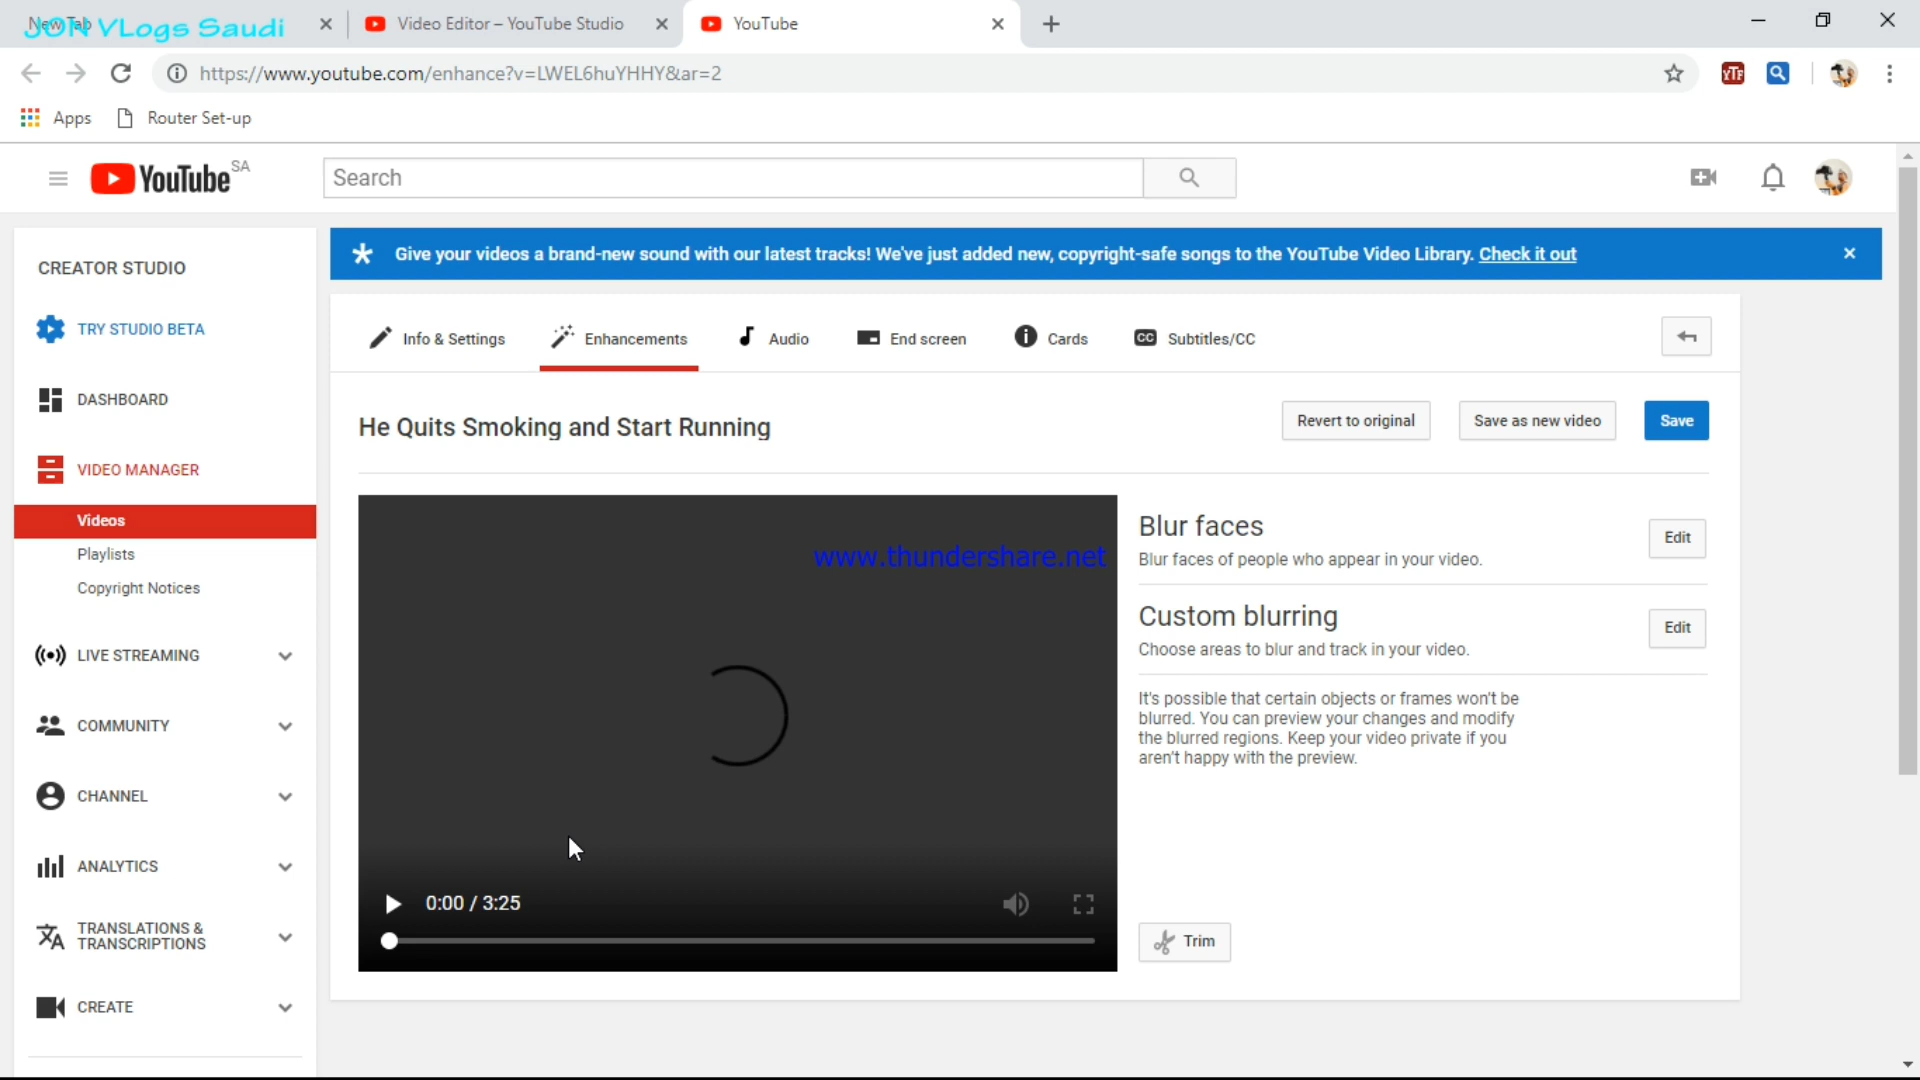 New Tab
JON VLogs Saudi
Video Editor – YouTube Studio
YouTube
https://www.youtube.com/enhance?v=LWEL6huYHHY&ar=2
YTF
Apps
Router Set-up
YouTube SA
Search
CREATOR STUDIO
Give your videos a brand-new sound with our latest tracks! We've just added new, copyright-safe songs to the YouTube Video Library. Check it out
TRY STUDIO BETA
Info & Settings
Enhancements
Audio
End screen
Cards
CC Subtitles/CC
DASHBOARD
He Quits Smoking and Start Running
Revert to original
Save as new video
Save
VIDEO MANAGER
Videos
Playlists
Copyright Notices
www.thundershare.net
Blur faces
Blur faces of people who appear in your video.
Edit
Custom blurring
Choose areas to blur and track in your video.
Edit
It's possible that certain objects or frames won't be
blurred. You can preview your changes and modify
the blurred regions. Keep your video private if you
aren't happy with the preview.
LIVE STREAMING
COMMUNITY
CHANNEL
ANALYTICS
TRANSLATIONS &
TRANSCRIPTIONS
CREATE
0:00 / 3:25
Trim